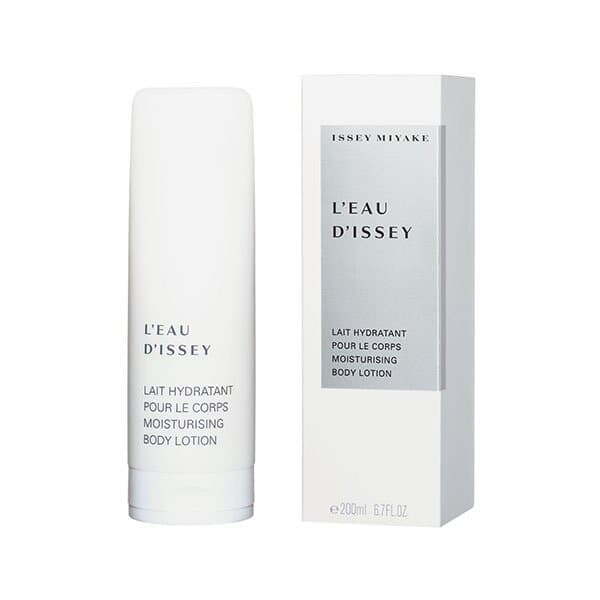 L'EAU
D'ISSEY
LAIT HYDRATANT
POUR LE CORPS
MOISTURISING
BODY LOTION
ISSEY MIYAKE
L'EAU
D'ISSEY
LAIT HYDRATANT
POUR LE CORPS
MOISTURISING
BODY LOTION
℮200ml 6.7FL.OZ.